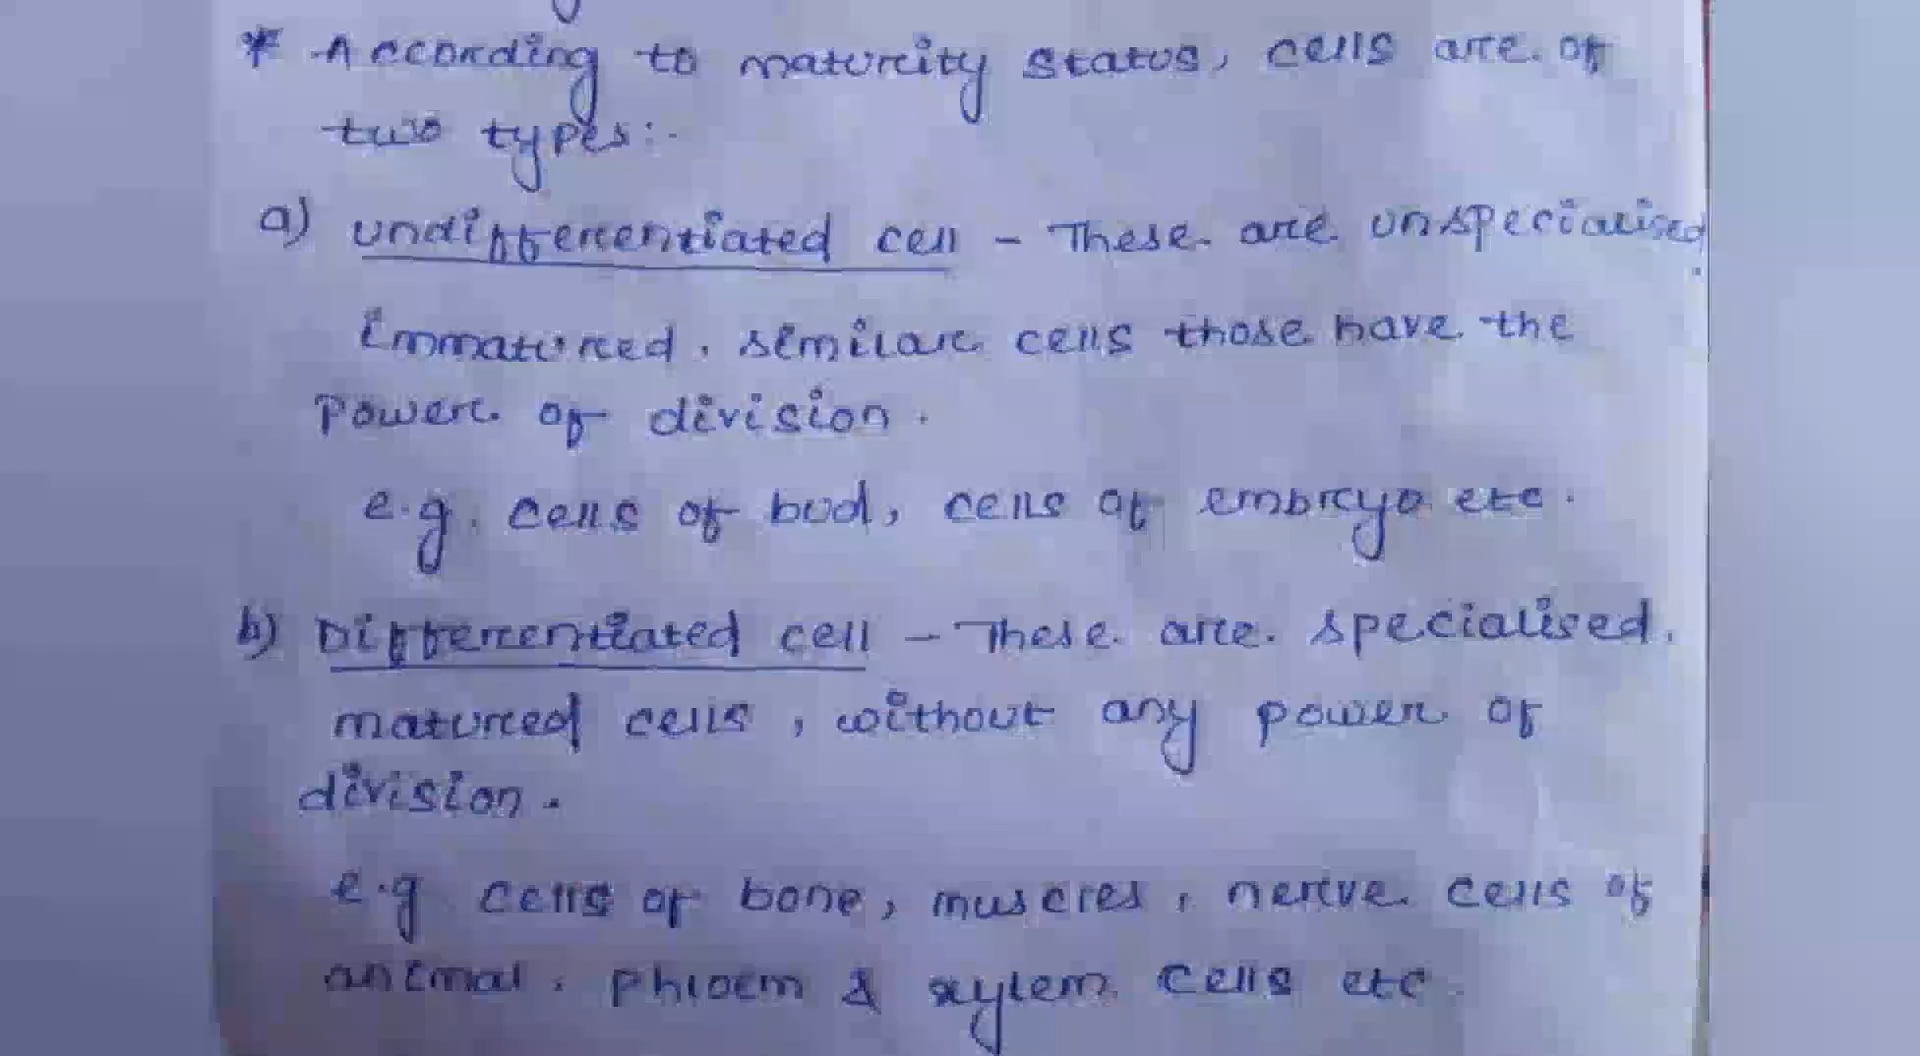 * According to maturity status, cells are of
two types:-
a) undifferentiated cell - These are unspecialised
immatured, similar cells those have the
power of division.
e.g. cells of bud, cells of embryo etc.
b) Differentiated cell - These are specialised,
matured cells, without any power of
division.
e.g cells of bone, muscles, nerve cells of
animal, phloem & xylem cells etc.